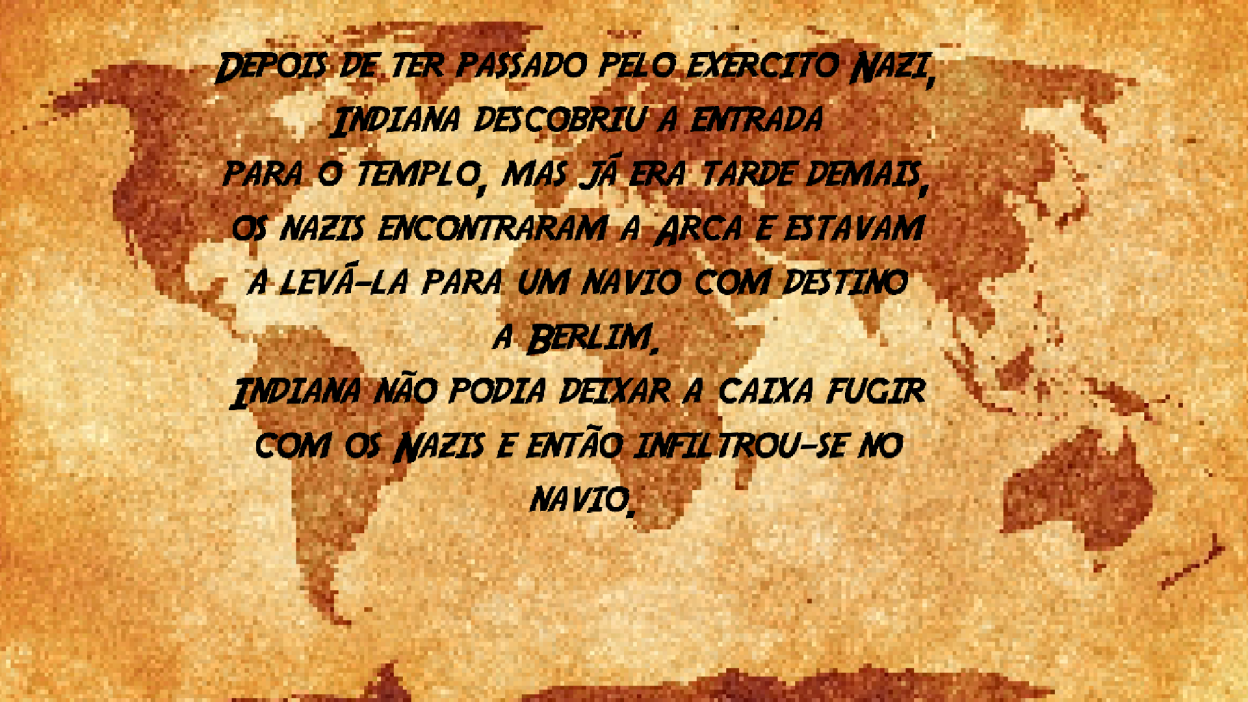 Depois de ter passado pelo exercito Nazi,
Indiana descobriu a entrada
para o templo, mas já era tarde demais,
os nazis encontraram a Arca e estavam
a levá-la para um navio com destino
a Berlim.
Indiana não podia deixar a caixa fugir
com os Nazis e então infiltrou-se no
navio.